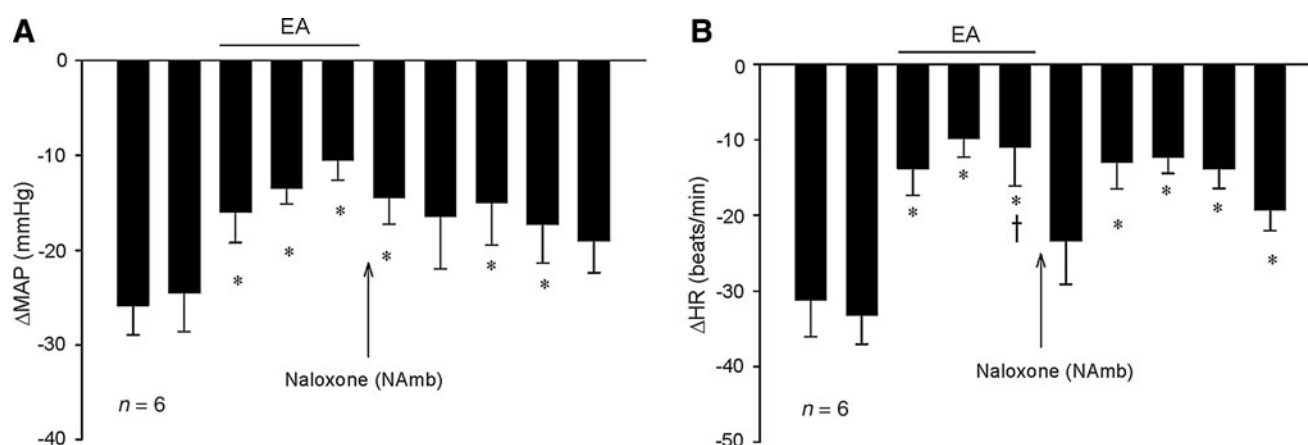 A
EA
0
-10
-20
-30
-40
ΔMAP (mmHg)
* * * * * *
Naloxone (NAmb)
n = 6
B
EA
0
-10
-20
-30
-40
-50
ΔHR (beats/min)
* * * * * * *
†
Naloxone (NAmb)
n = 6